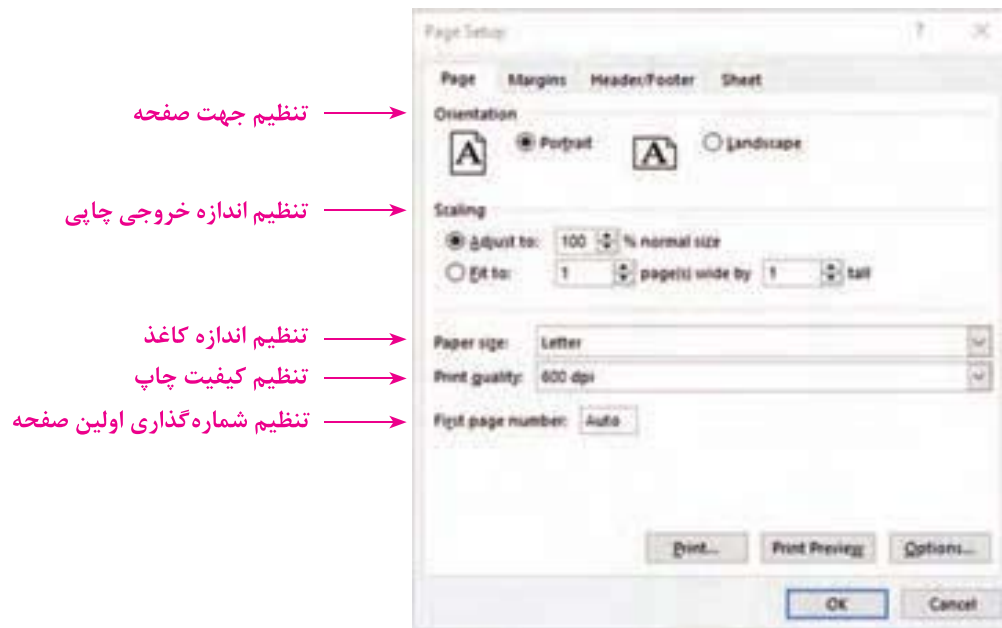 Page Setup
? ×
Page Margins Header/Footer Sheet
تنظیم جهت صفحه
Orientation
A Portrait A Landscape
تنظیم اندازه خروجی چاپی
Scaling
Adjust to: 100 % normal size
Fit to: 1 page(s) wide by 1 tall
تنظیم اندازه کاغذ
Paper size: Letter
تنظیم کیفیت چاپ
Print quality: 600 dpi
تنظیم شماره‌گذاری اولین صفحه
First page number: Auto
Print... Print Preview Options...
OK Cancel